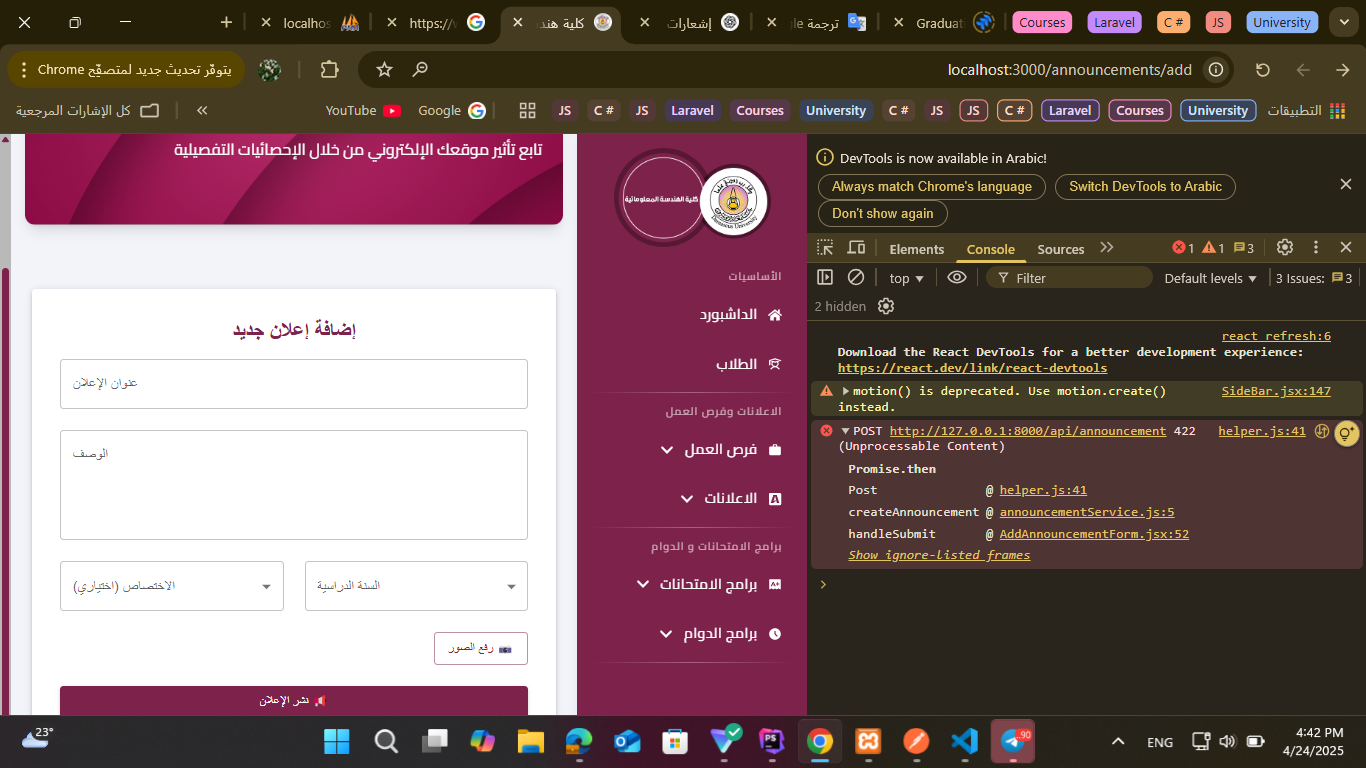 localhos
https://v
كلية هند
إشعارات
ترجمة gle
Graduat
Courses
Laravel
C #
JS
University
يتوفّر تحديث جديد لمتصفّح Chrome
localhost:3000/announcements/add
كل الإشارات المرجعية
YouTube
Google
JS
C #
JS
Laravel
Courses
University
C #
JS
JS
C #
Laravel
Courses
University
التطبيقات
تابع تأثير موقعك الإلكتروني من خلال الإحصائيات التفصيلية
إضافة إعلان جديد
عنوان الإعلان
الوصف
السنة الدراسية
الاختصاص (اختياري)
رفع الصور
نشر الإعلان
كلية الهندسة المعلوماتية
Damascus University
الأساسيات
الداشبورد
الطلاب
الاعلانات وفرص العمل
فرص العمل
الاعلانات
برامج الامتحانات و الدوام
برامج الامتحانات
برامج الدوام
DevTools is now available in Arabic!
Always match Chrome's language
Switch DevTools to Arabic
Don't show again
Elements
Console
Sources
1
1
3
top
Filter
Default levels
3 Issues:
3
2 hidden
react refresh:6
Download the React DevTools for a better development experience:
https://react.dev/link/react-devtools
motion() is deprecated. Use motion.create() SideBar.jsx:147
instead.
POST http://127.0.0.1:8000/api/announcement 422 helper.js:41
(Unprocessable Content)
Promise.then
Post @ helper.js:41
createAnnouncement @ announcementService.js:5
handleSubmit @ AddAnnouncementForm.jsx:52
Show ignore-listed frames
23°
PS
90
ENG
4:42 PM
4/24/2025